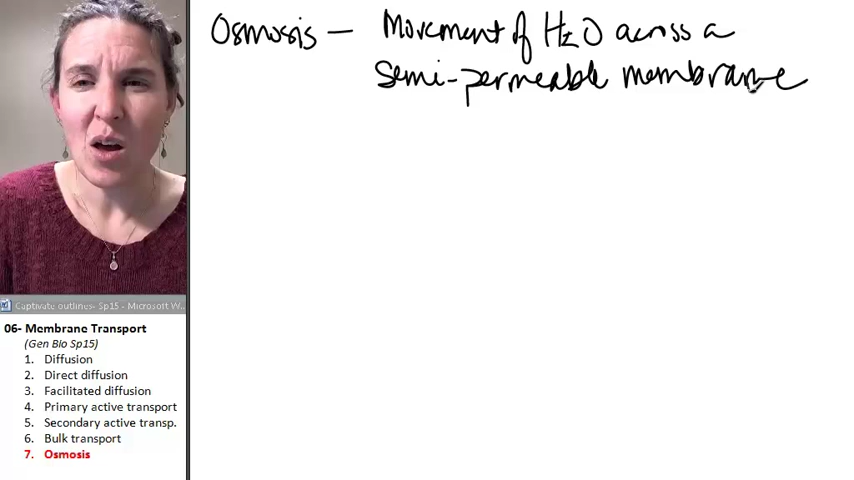 Osmosis — Movement of H2O across a
semi-permeable membrane
Captivate outlines- Sp15 - Microsoft W.
06- Membrane Transport
(Gen Bio Sp15)
1. Diffusion
2. Direct diffusion
3. Facilitated diffusion
4. Primary active transport
5. Secondary active transp.
6. Bulk transport
7. Osmosis